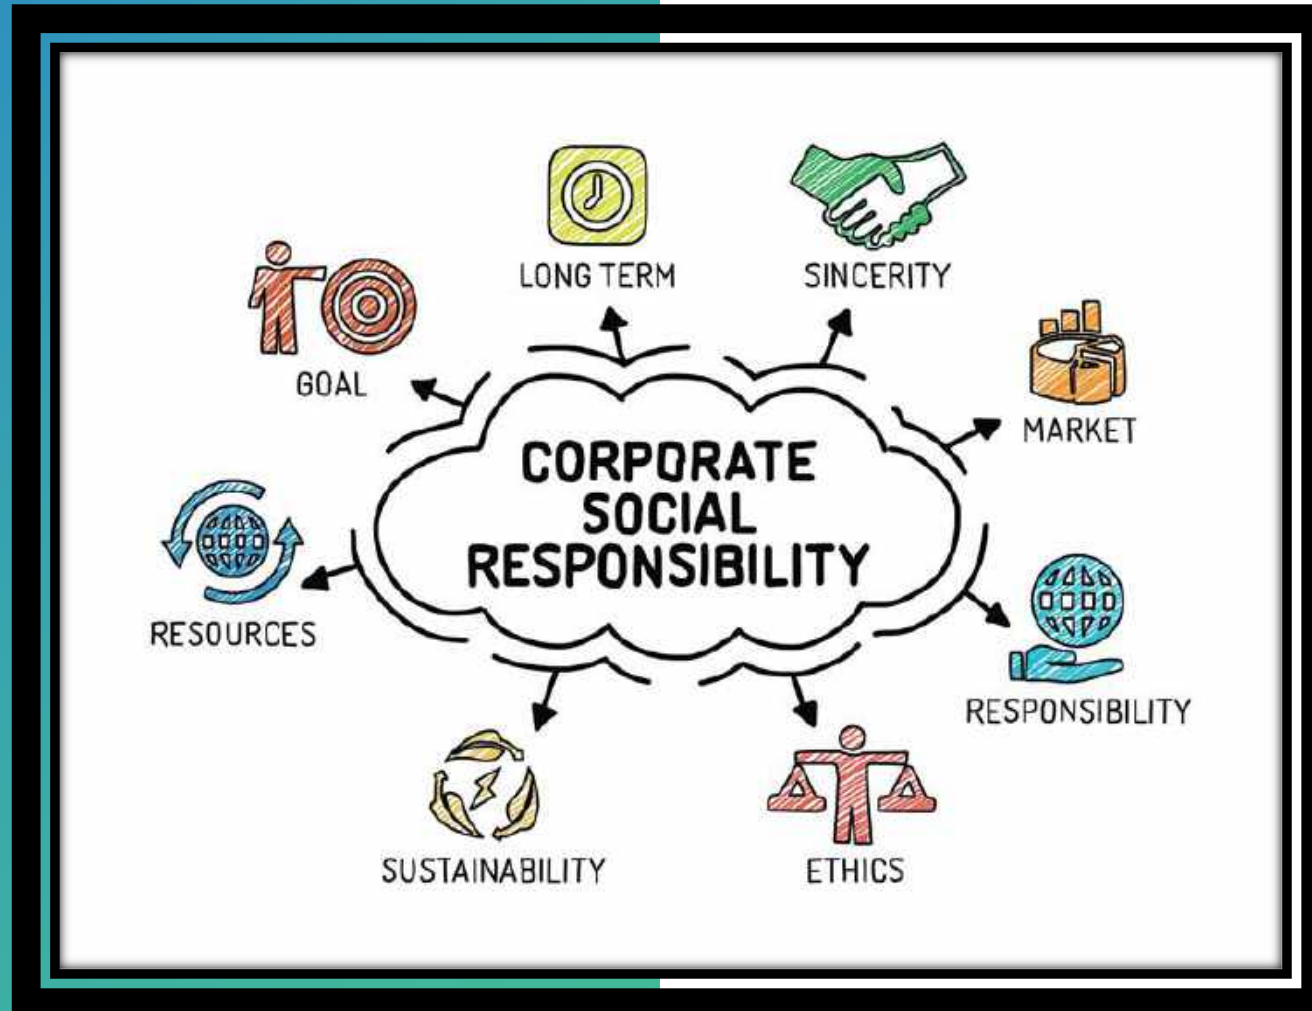 LONG TERM
SINCERITY
GOAL
MARKET
CORPORATE
SOCIAL
RESPONSIBILITY
RESOURCES
RESPONSIBILITY
SUSTAINABILITY
ETHICS